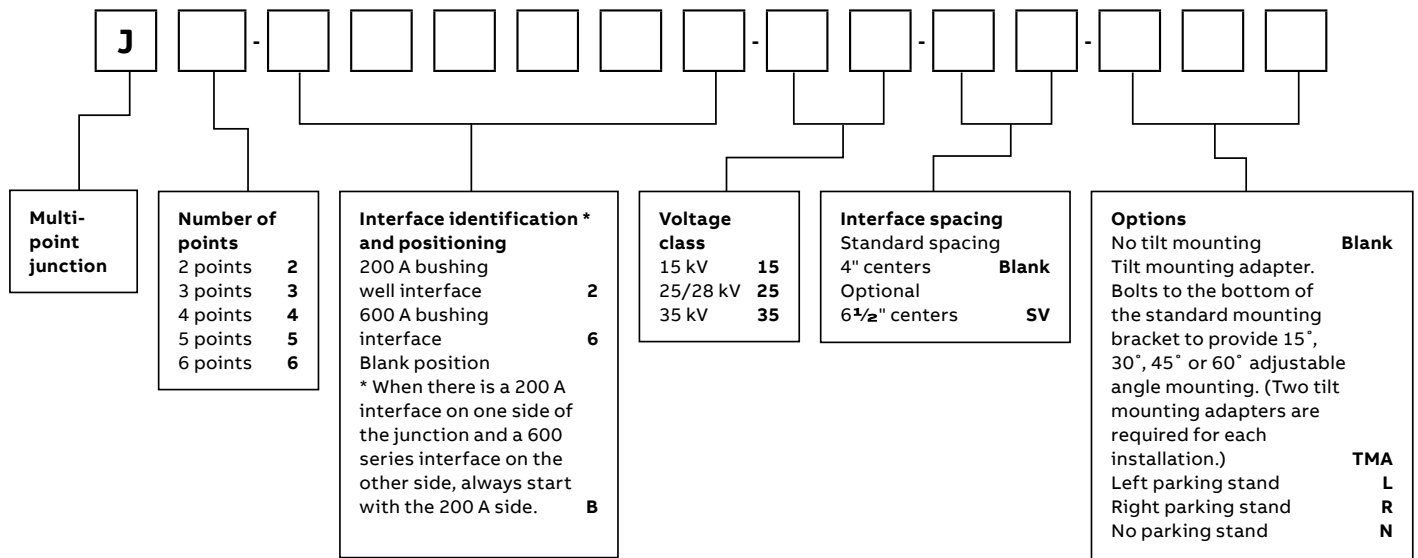 J - - - -
Multi-
point
junction
Number of
points
2 points 2
3 points 3
4 points 4
5 points 5
6 points 6
Interface identification *
and positioning
200 A bushing
well interface 2
600 A bushing
interface 6
Blank position
* When there is a 200 A
interface on one side of
the junction and a 600
series interface on the
other side, always start
with the 200 A side. B
Voltage
class
15 kV 15
25/28 kV 25
35 kV 35
Interface spacing
Standard spacing
4" centers Blank
Optional
6½" centers SV
Options
No tilt mounting Blank
Tilt mounting adapter.
Bolts to the bottom of
the standard mounting
bracket to provide 15˚,
30˚, 45˚ or 60˚ adjustable
angle mounting. (Two tilt
mounting adapters are
required for each
installation.) TMA
Left parking stand L
Right parking stand R
No parking stand N